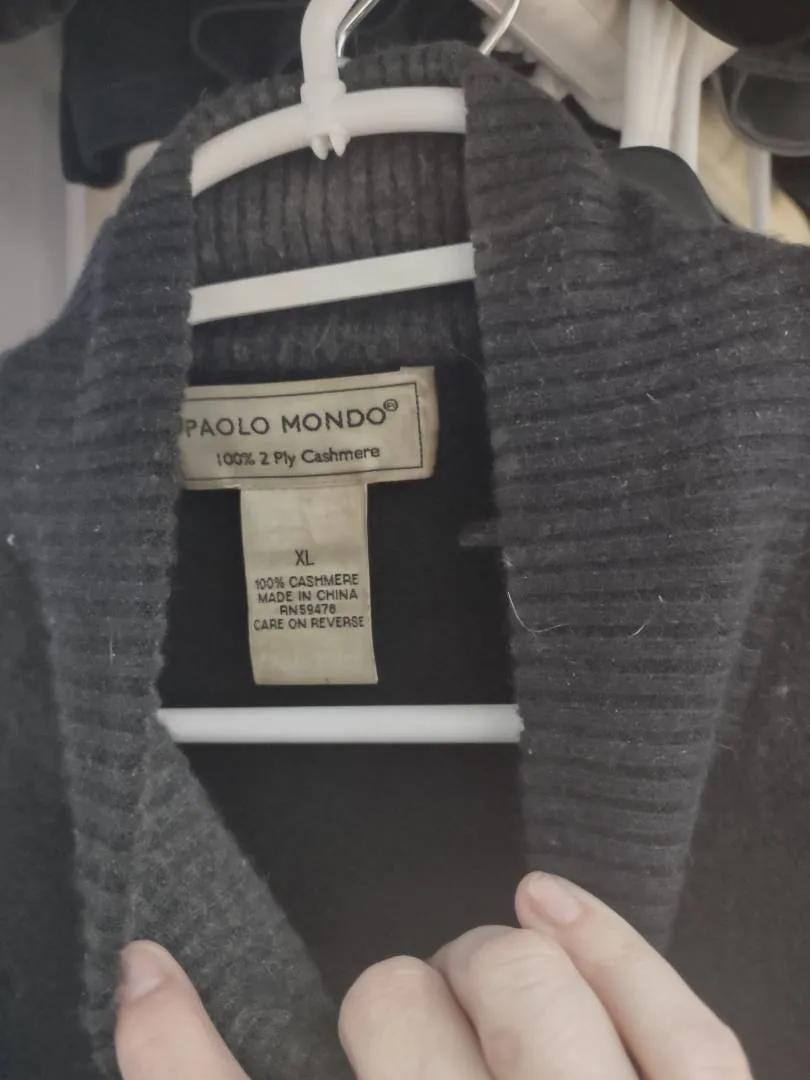 PAOLO MONDO®
100% 2 Ply Cashmere
XL
100% CASHMERE
MADE IN CHINA
RN59476
CARE ON REVERSE